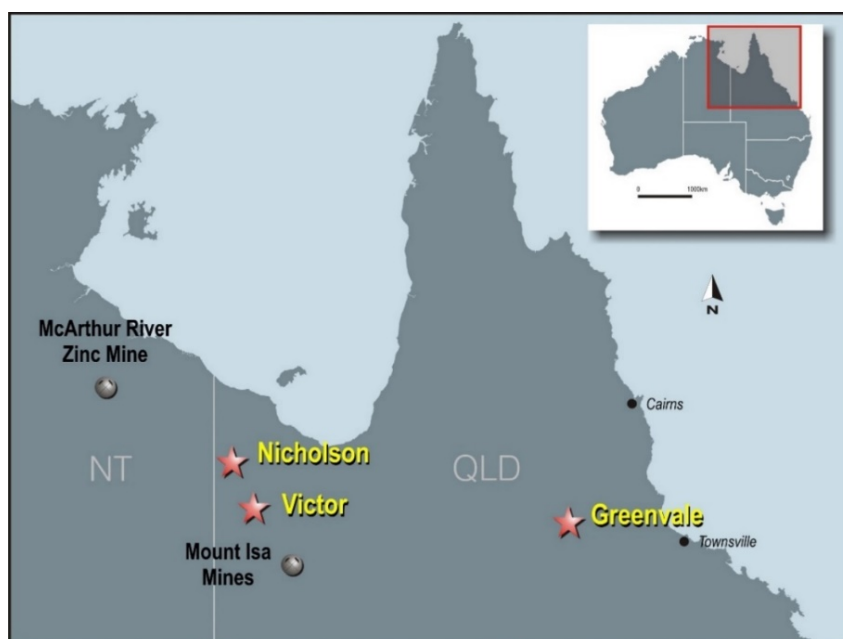 0
1000km
N
McArthur River
Zinc Mine
Cairns
NT
Nicholson
QLD
Victor
Greenvale
Mount Isa
Mines
Townsville